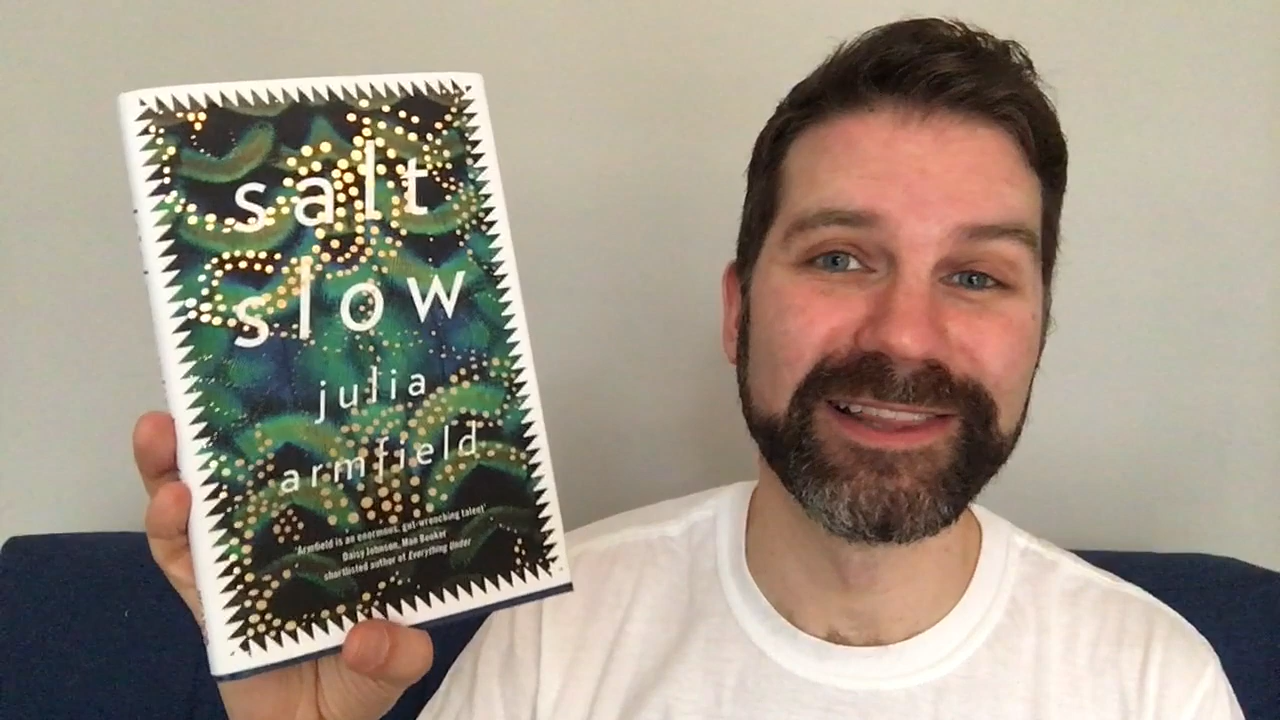 salt
slow
julia
armfield
'Armfield is an enormous, gut-wrenching talent'
Daisy Johnson, Man Booker
shortlisted author of Everything Under